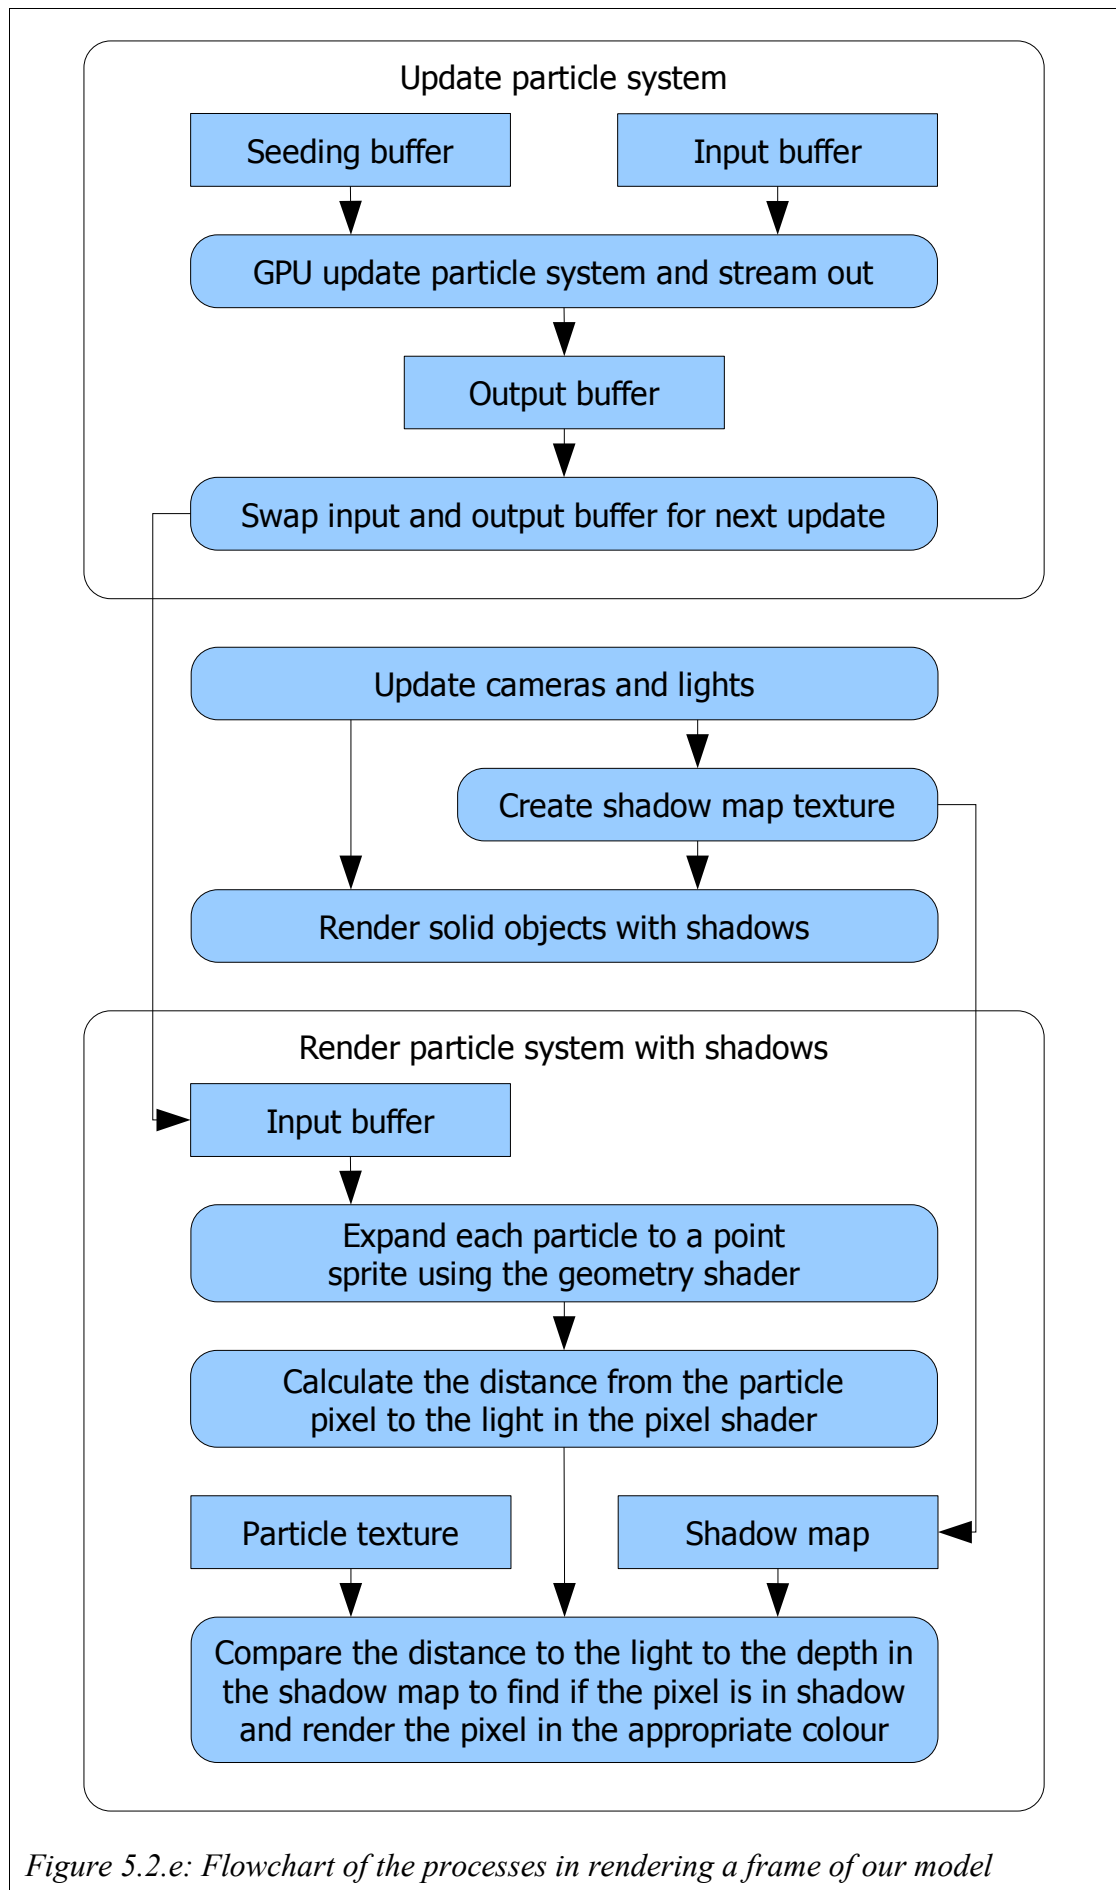 Update particle system
Seeding buffer
Input buffer
GPU update particle system and stream out
Output buffer
Swap input and output buffer for next update
Update cameras and lights
Create shadow map texture
Render solid objects with shadows
Render particle system with shadows
Input buffer
Expand each particle to a point
sprite using the geometry shader
Calculate the distance from the particle
pixel to the light in the pixel shader
Particle texture
Shadow map
Compare the distance to the light to the depth in
the shadow map to find if the pixel is in shadow
and render the pixel in the appropriate colour
Figure 5.2.e: Flowchart of the processes in rendering a frame of our model